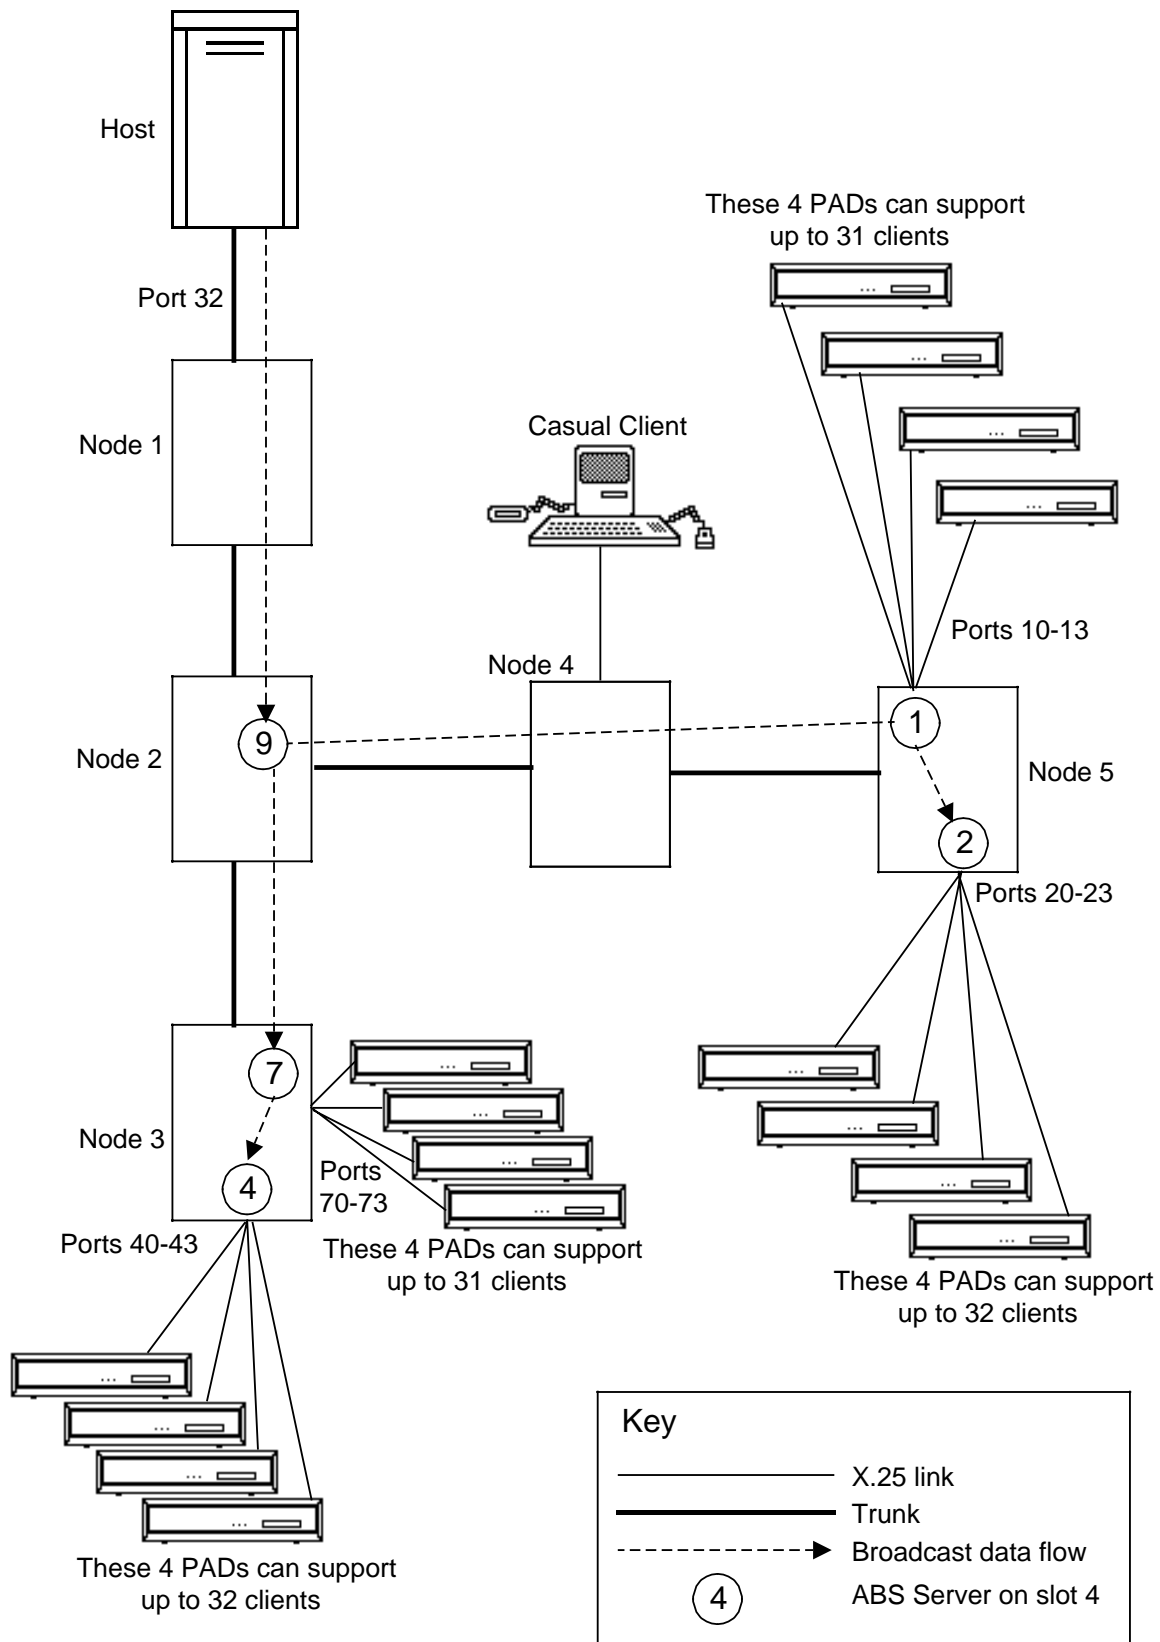 Host
These 4 PADs can support
up to 31 clients
Port 32
Casual Client
Node 1
Ports 10-13
Node 4
1
9
Node 2
Node 5
2
Ports 20-23
7
Node 3
4
Ports
70-73
Ports 40-43
These 4 PADs can support
up to 31 clients
These 4 PADs can support
up to 32 clients
These 4 PADs can support
up to 32 clients
Key
X.25 link
Trunk
Broadcast data flow
4
ABS Server on slot 4